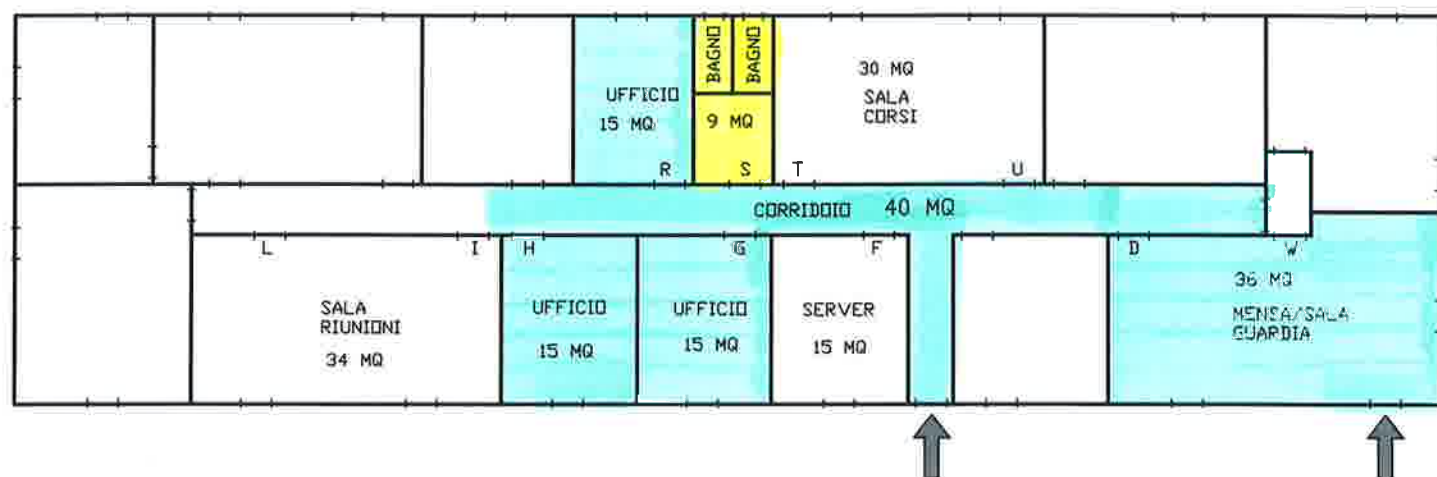 BAGNO
BAGNO
UFFICIO
15 MQ
9 MQ
30 MQ
SALA
CORSI
R
S
T
U
CORRIDOIO 40 MQ
L
I
H
G
F
D
W
SALA
RIUNIONI
34 MQ
UFFICIO
15 MQ
UFFICIO
15 MQ
SERVER
15 MQ
36 MQ
MENSA/SALA
GUARDIA